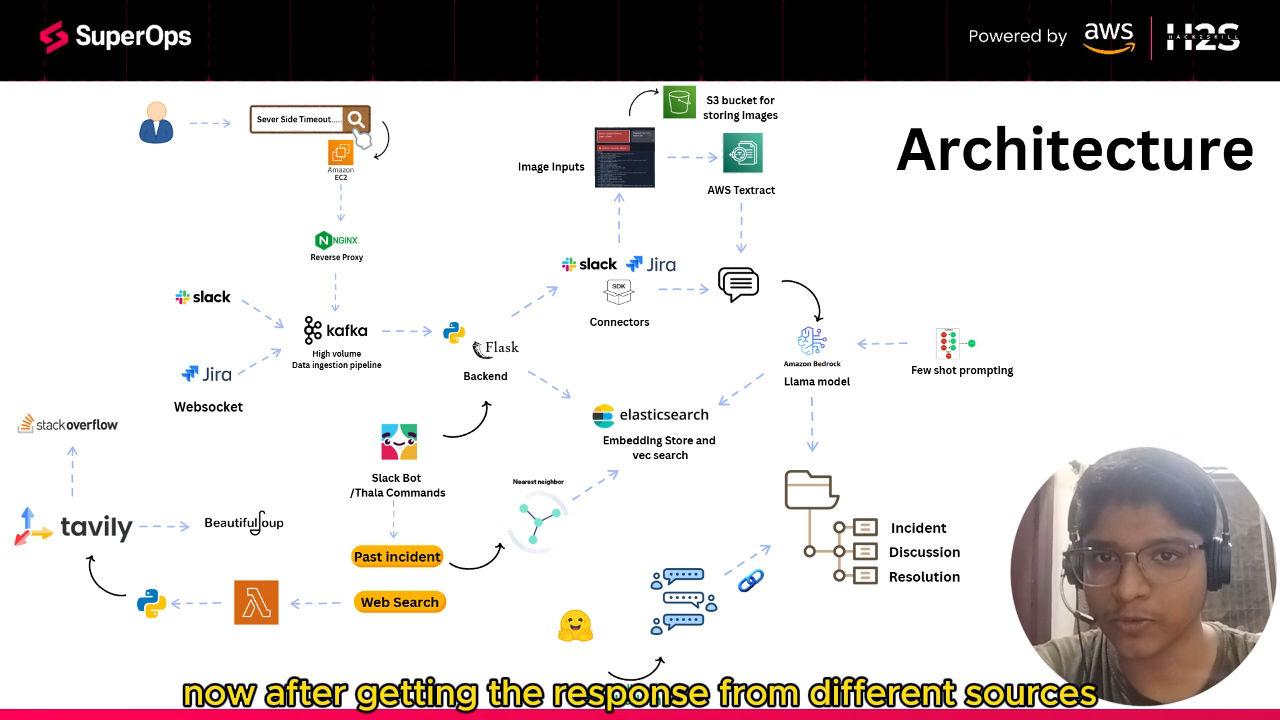 SuperOps
Powered by aws
H2S
HACK2SKILL
Architecture
Sever Side Timeout.....
Amazon
EC2
NGINX
Reverse Proxy
slack
Jira
Websocket
kafka
High volume
Data ingestion pipeline
Flask
Backend
Image Inputs
S3 bucket for
storing images
AWS Textract
slack Jira
SDK
Connectors
Amazon Bedrock
Llama model
Few shot prompting
elasticsearch
Embedding Store and
vec search
Slack Bot
/Thala Commands
Nearest neighbor
Past incident
Web Search
stackoverflow
tavily
BeautifulSoup
Incident
Discussion
Resolution
now after getting the response from different sources